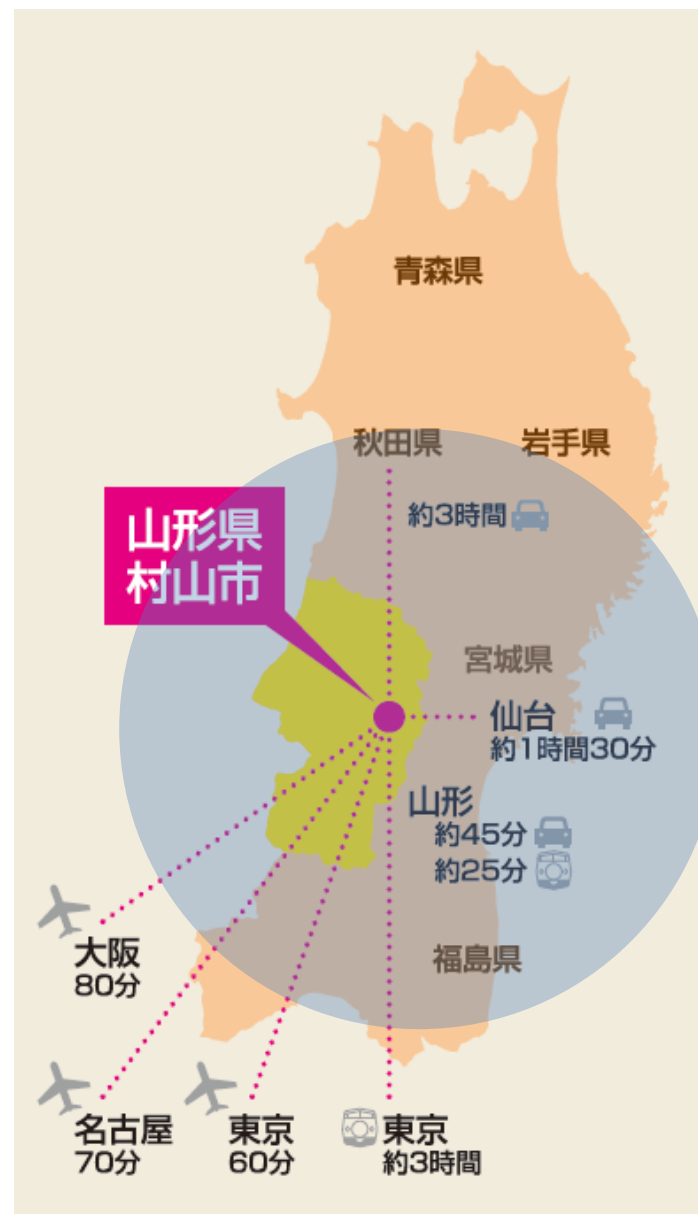 青森県
秋田県
岩手県
約3時間
山形県
村山市
宮城県
仙台
約1時間30分
山形
約45分
約25分
福島県
大阪
80分
名古屋
70分
東京
60分
東京
約3時間